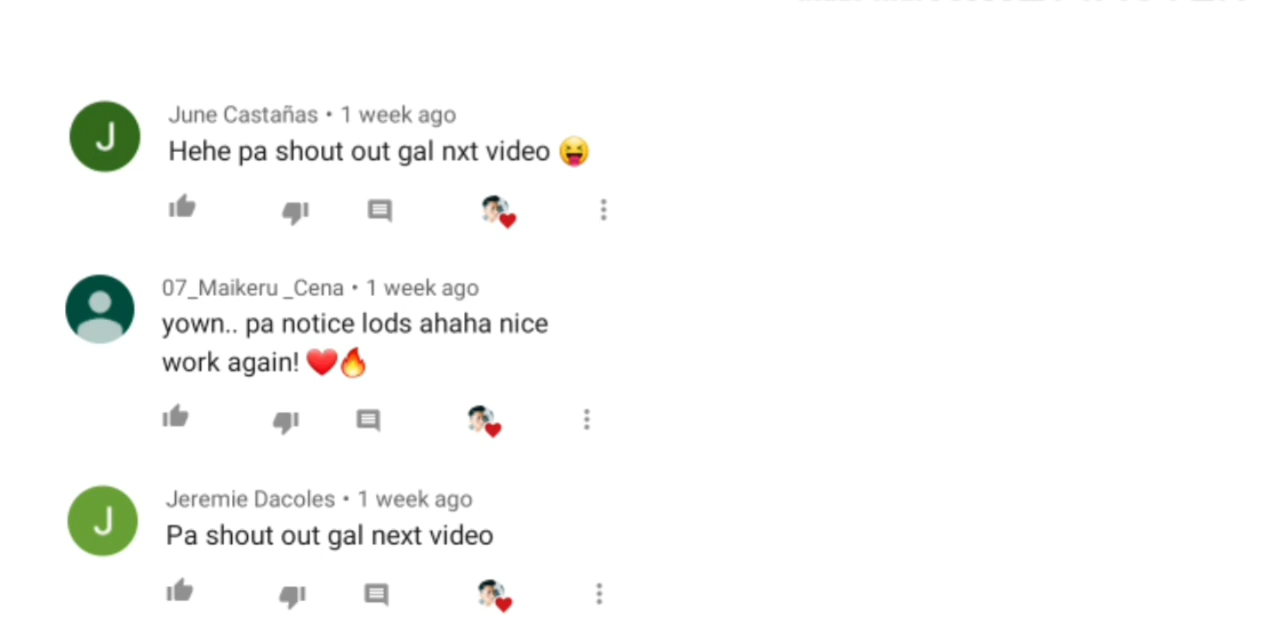 June Castañas • 1 week ago
Hehe pa shout out gal nxt video 😝
07_Maikeru _Cena • 1 week ago
yown.. pa notice lods ahaha nice
work again! ❤️🔥
Jeremie Dacoles • 1 week ago
Pa shout out gal next video